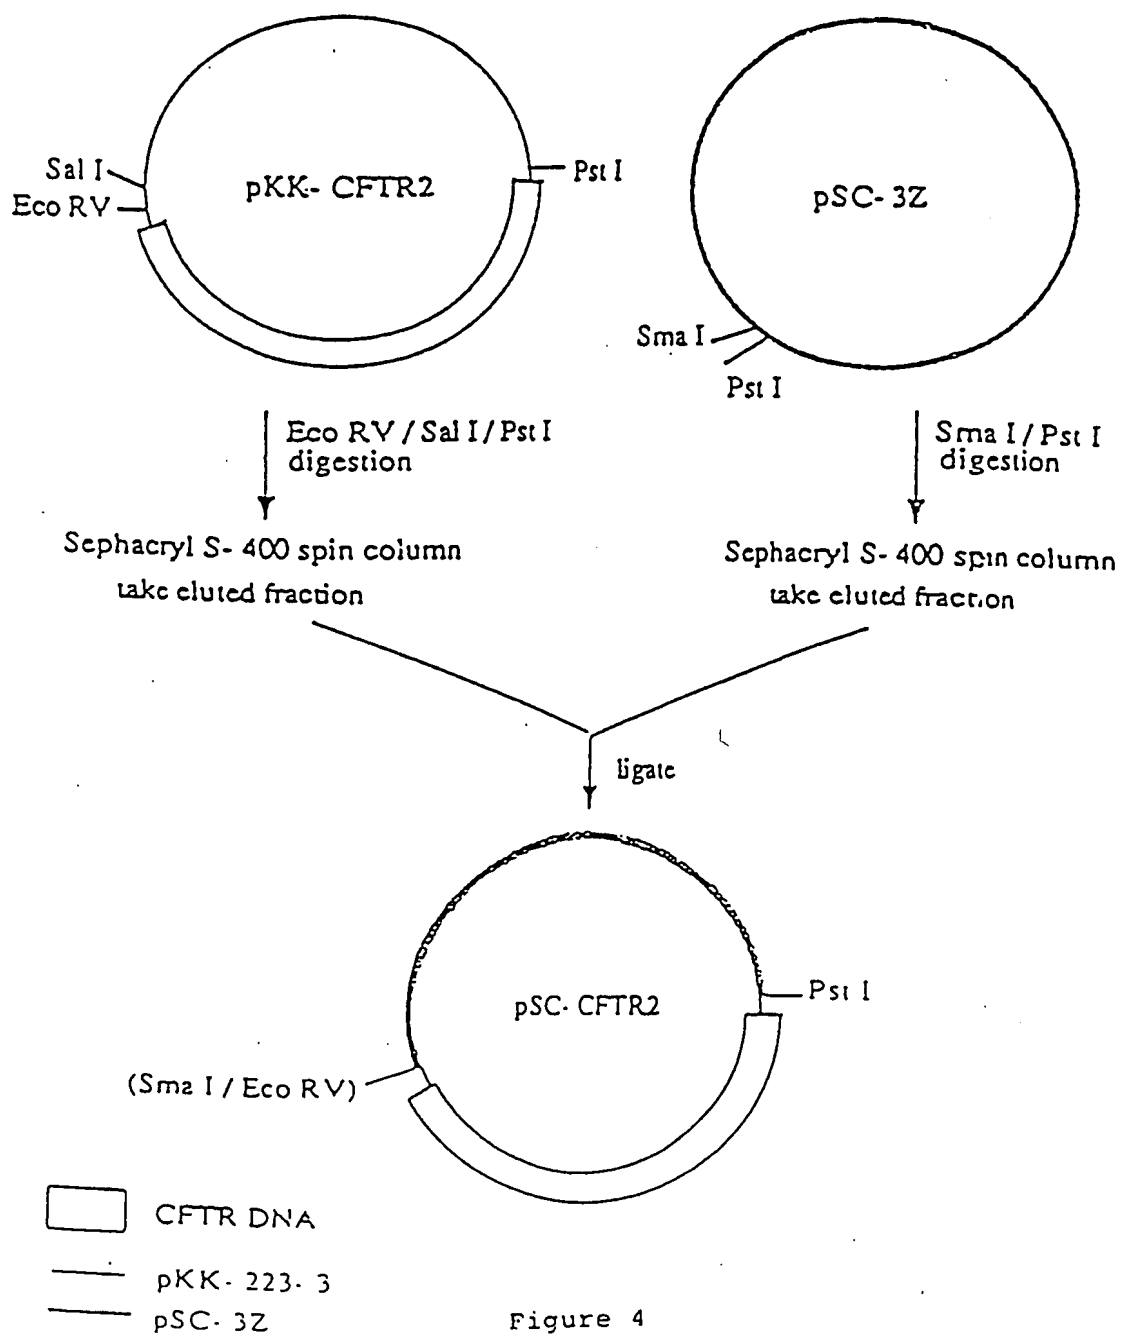 Sal I
Eco RV
pKK- CFTR2
Pst I
pSC- 3Z
Sma I
Pst I
Eco RV / Sal I / Pst I
digestion
Sma I / Pst I
digestion
Sephacryl S- 400 spin column
take eluted fraction
Sephacryl S- 400 spin column
take eluted fraction
ligate
pSC- CFTR2
Pst I
(Sma I / Eco RV)
CFTR DNA
pKK- 223- 3
pSC- 3Z
Figure 4